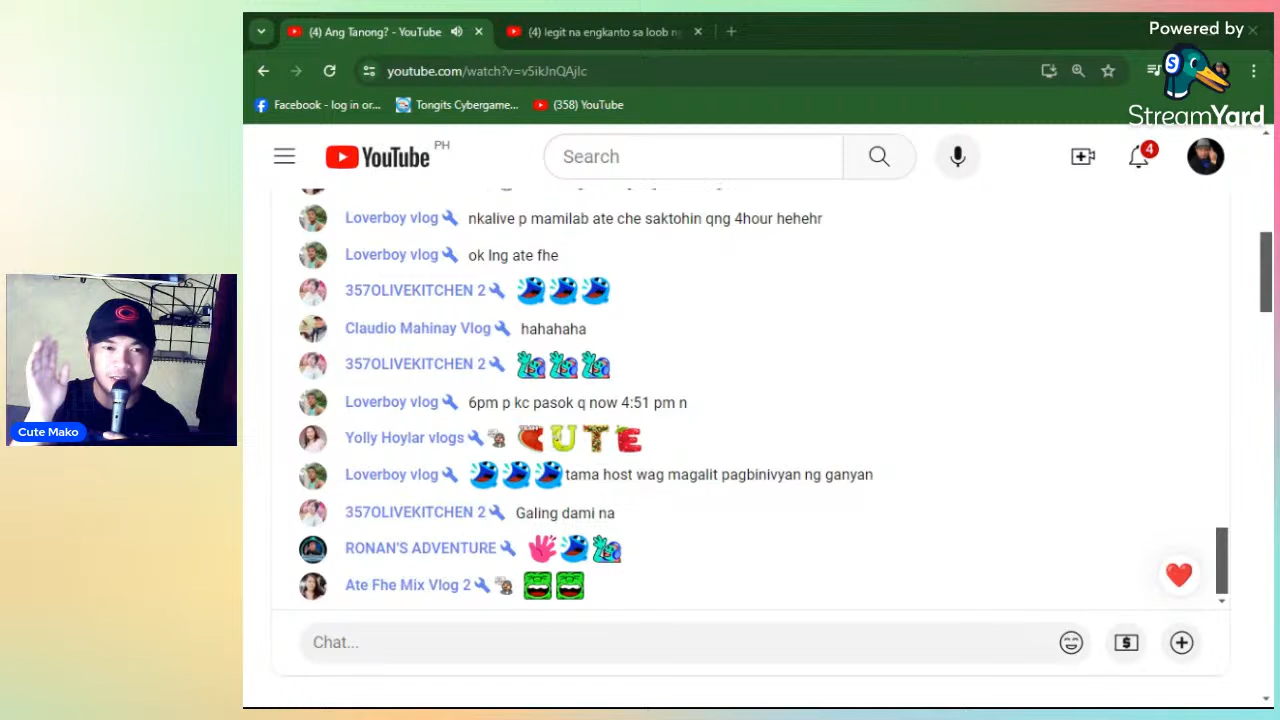 (4) Ang Tanong? - YouTube
(4) legit na engkanto sa loob n
Powered by
StreamYard
youtube.com/watch?v=v5ikJnQAjlc
Facebook - log in or...
Tongits Cybergame...
(358) YouTube
YouTube PH
Search
4
Loverboy vlog nkalive p mamilab ate che saktohin qng 4hour hehehr
Loverboy vlog ok lng ate fhe
357OLIVEKITCHEN 2
Claudio Mahinay Vlog hahahaha
357OLIVEKITCHEN 2
Loverboy vlog 6pm p kc pasok q now 4:51 pm n
Yolly Hoylar vlogs CUTE
Loverboy vlog tama host wag magalit pagbinivyan ng ganyan
357OLIVEKITCHEN 2 Galing dami na
RONAN'S ADVENTURE
Ate Fhe Mix Vlog 2
Chat...
Cute Mako